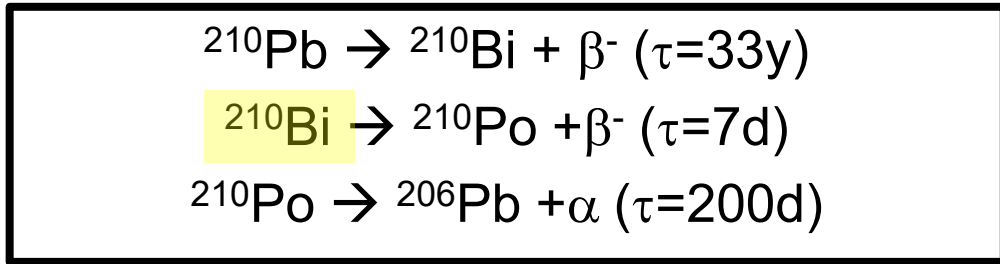 ²¹⁰Pb → ²¹⁰Bi + β⁻ (τ=33y)
²¹⁰Bi → ²¹⁰Po +β⁻ (τ=7d)
²¹⁰Po → ²⁰⁶Pb +α (τ=200d)